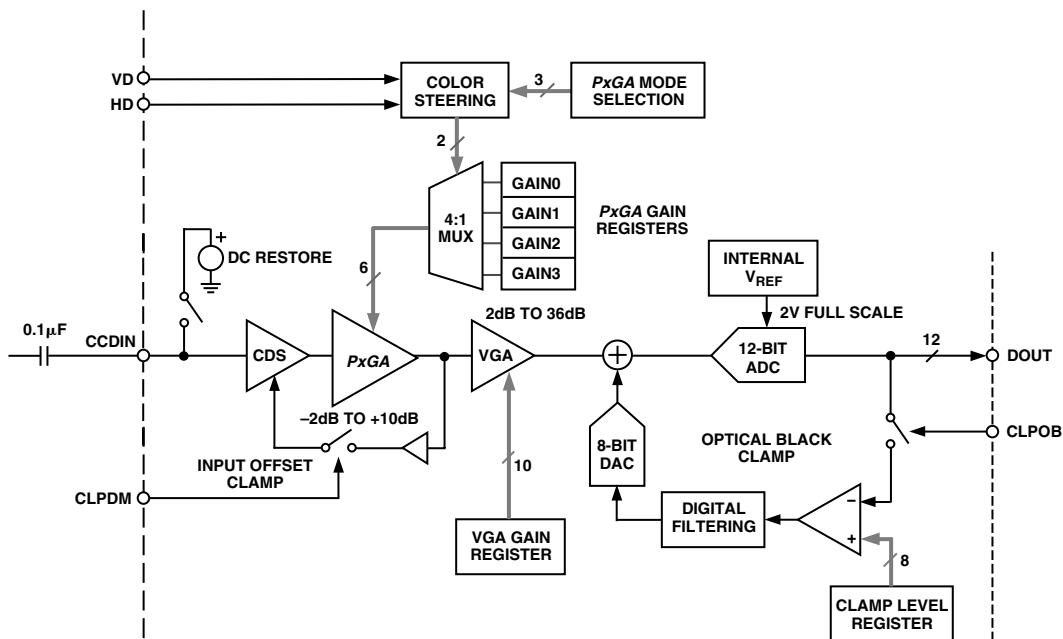 VD
HD
COLOR
STEERING
3
PxGA MODE
SELECTION
2
4:1
MUX
GAIN0
GAIN1
GAIN2
GAIN3
PxGA GAIN
REGISTERS
6
+
DC RESTORE
INTERNAL
VREF
2V FULL SCALE
2dB TO 36dB
0.1μF
CCDIN
CDS
PxGA
VGA
+
12-BIT
ADC
12
DOUT
–2dB TO +10dB
INPUT OFFSET
CLAMP
CLPDM
10
VGA GAIN
REGISTER
8-BIT
DAC
OPTICAL BLACK
CLAMP
CLPOB
DIGITAL
FILTERING
–
+
8
CLAMP LEVEL
REGISTER